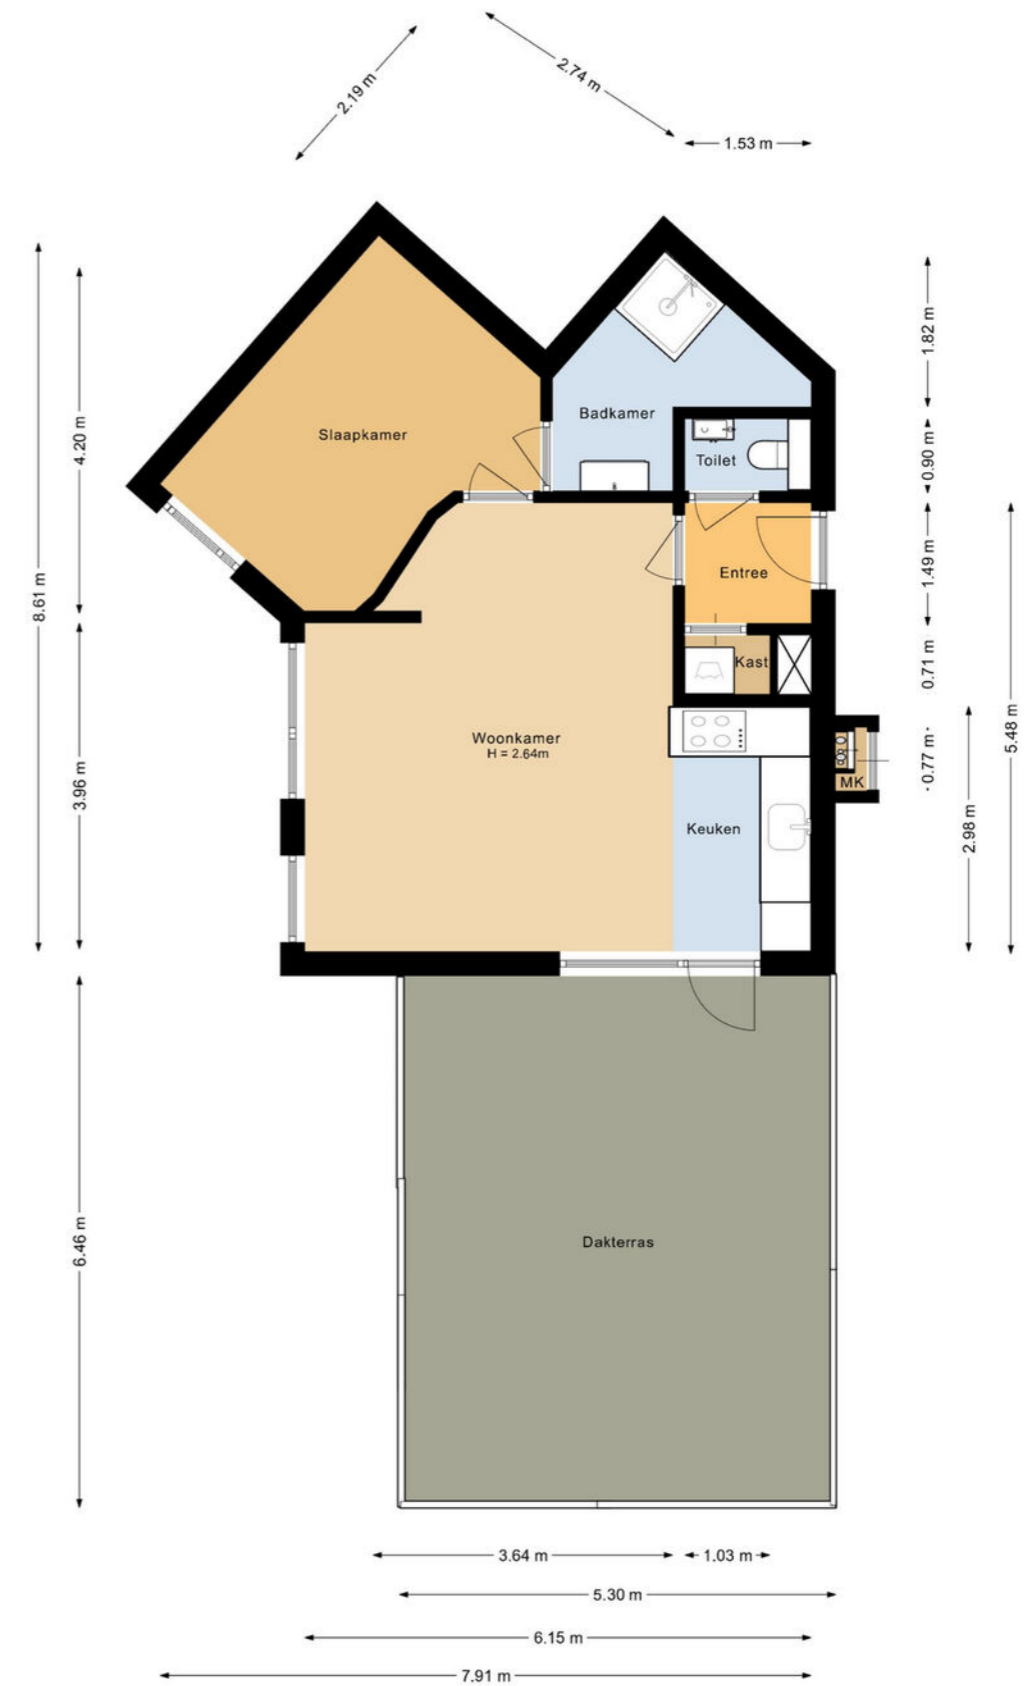 2.19 m
2.74 m
1.53 m
8.61 m
4.20 m
3.96 m
6.46 m
1.82 m
0.90 m
1.49 m
0.71 m
0.77 m
2.98 m
5.48 m
Slaapkamer
Badkamer
Toilet
Entree
Kast
Woonkamer
H = 2.64m
MK
Keuken
Dakterras
3.64 m
1.03 m
5.30 m
6.15 m
7.91 m